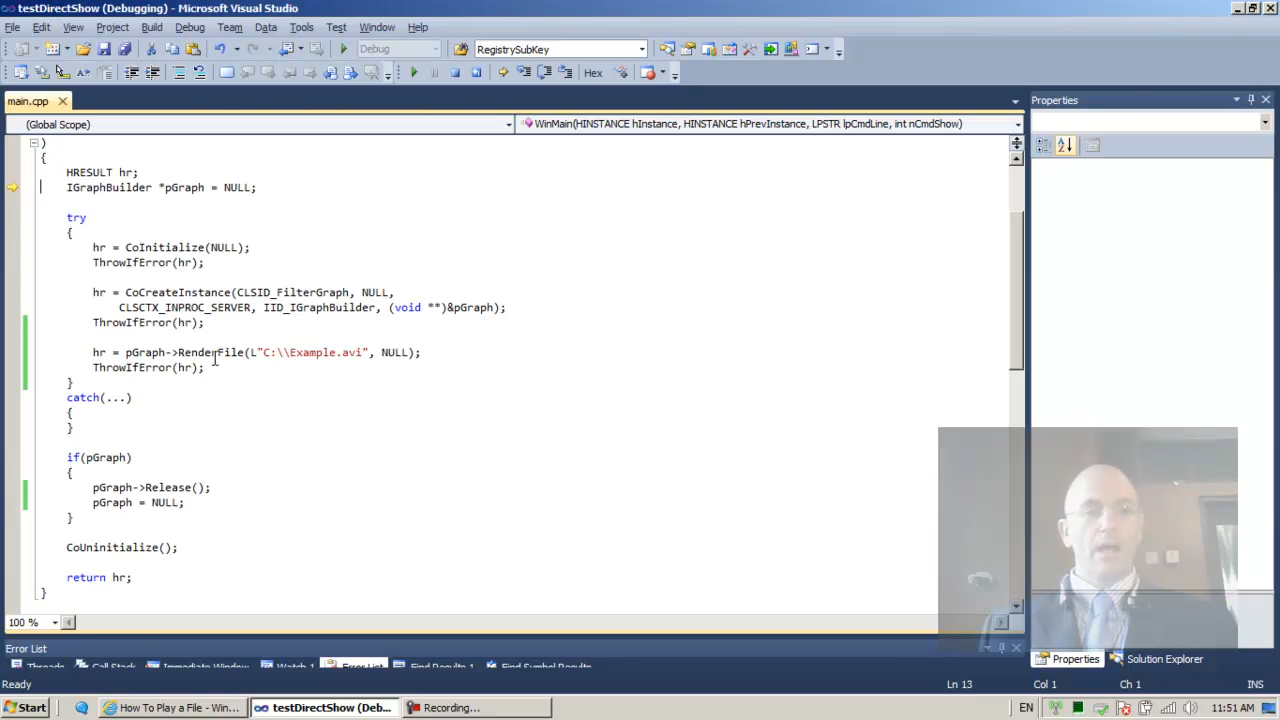 testDirectShow (Debugging) - Microsoft Visual Studio
File Edit View Project Build Debug Team Data Tools Test Window Help
Debug RegistrySubKey
Hex
main.cpp
Properties
(Global Scope) WinMain(HINSTANCE hInstance, HINSTANCE hPrevInstance, LPSTR lpCmdLine, int nCmdShow)
)
{
HRESULT hr;
IGraphBuilder *pGraph = NULL;
try
{
hr = CoInitialize(NULL);
ThrowIfError(hr);
hr = CoCreateInstance(CLSID_FilterGraph, NULL,
CLSCTX_INPROC_SERVER, IID_IGraphBuilder, (void **)&pGraph);
ThrowIfError(hr);
hr = pGraph->RenderFile(L"C:\\Example.avi", NULL);
ThrowIfError(hr);
}
catch(...)
{
}
if(pGraph)
{
pGraph->Release();
pGraph = NULL;
}
CoUninitialize();
return hr;
}
100 %
Error List
Threads Call Stack Immediate Window Watch 1 Error List Find Results 1 Find Symbol Results
Properties Solution Explorer
Ready Ln 13 Col 1 Ch 1 INS
Start How To Play a File - Win... testDirectShow (Deb... Recording... EN 11:51 AM